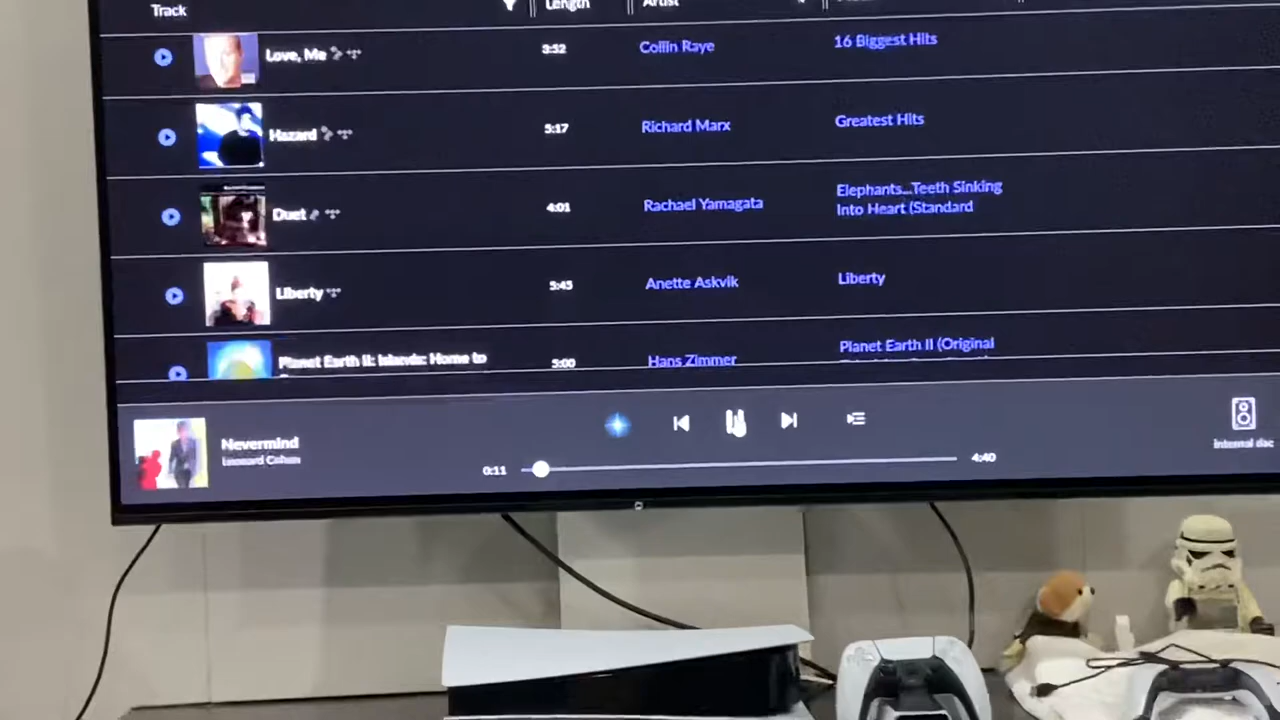 Track Length Artist
Love, Me 3:52 Collin Raye 16 Biggest Hits
Hazard 5:17 Richard Marx Greatest Hits
Duet 4:01 Rachael Yamagata Elephants...Teeth Sinking
Into Heart (Standard
Liberty 5:45 Anette Askvik Liberty
Planet Earth II: Islands: Home to 5:00 Hans Zimmer Planet Earth II (Original
Nevermind
Leonard Cohen
0:11 4:40
internal dac